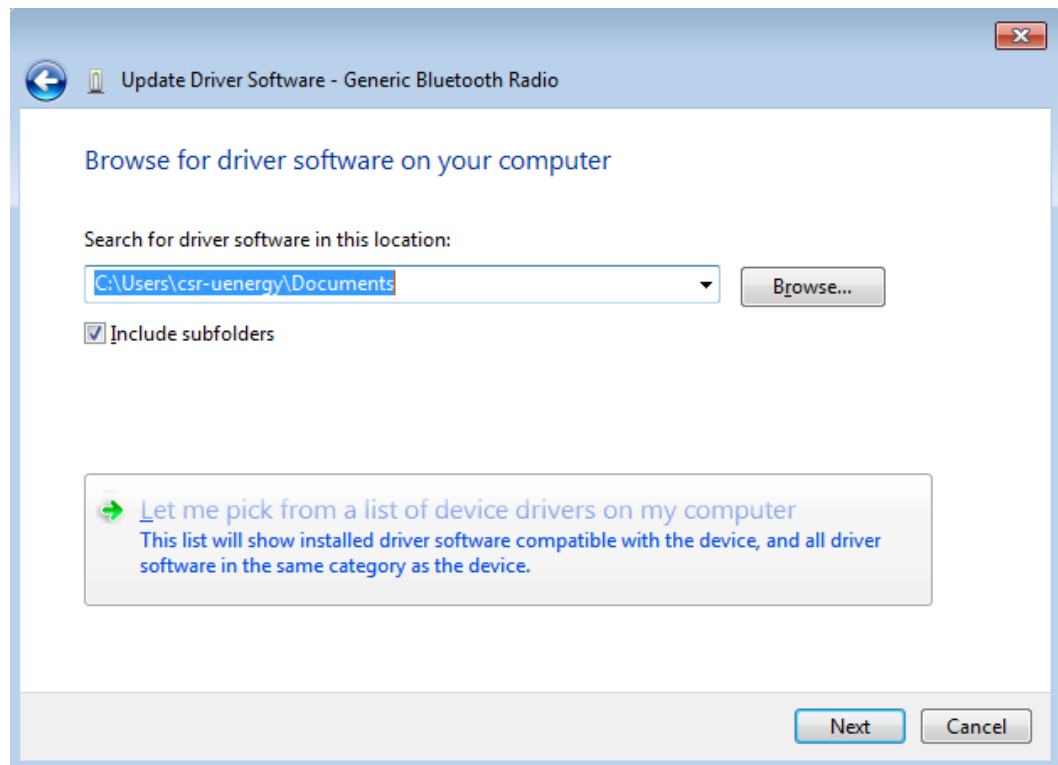 Update Driver Software - Generic Bluetooth Radio
Browse for driver software on your computer
Search for driver software in this location:
C:\Users\csr-uenergy\Documents
Browse...
Include subfolders
Let me pick from a list of device drivers on my computer
This list will show installed driver software compatible with the device, and all driver
software in the same category as the device.
Next
Cancel